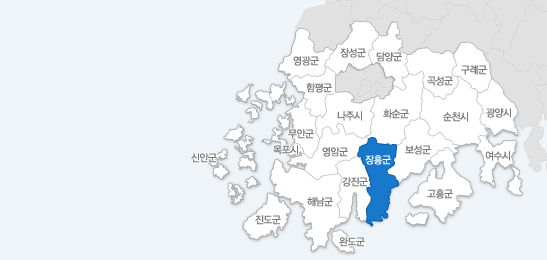 장성군
담양군
영광군
구례군
곡성군
함평군
나주시
화순군
순천시
광양시
무안군
목포시
영암군
장흥군
보성군
여수시
신안군
강진군
고흥군
해남군
진도군
완도군